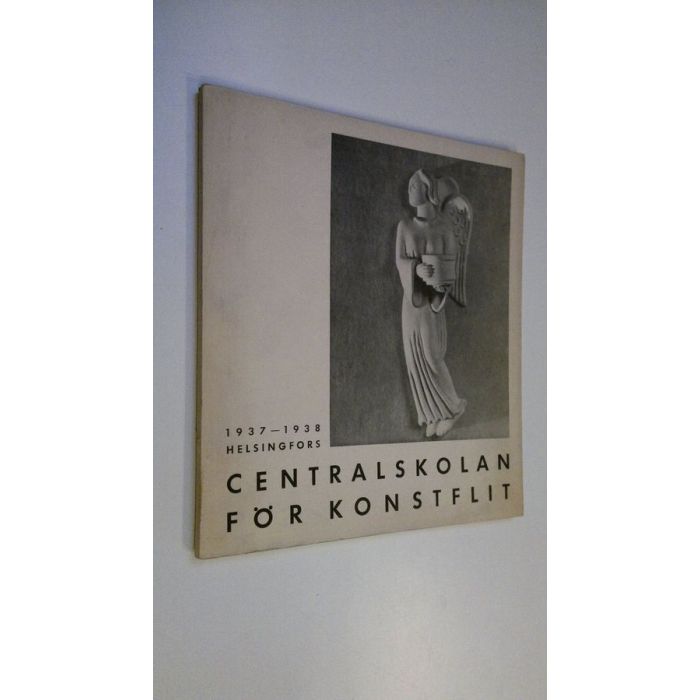 1937—1938
HELSINGFORS
CENTRALSKOLAN
FÖR KONSTFLIT